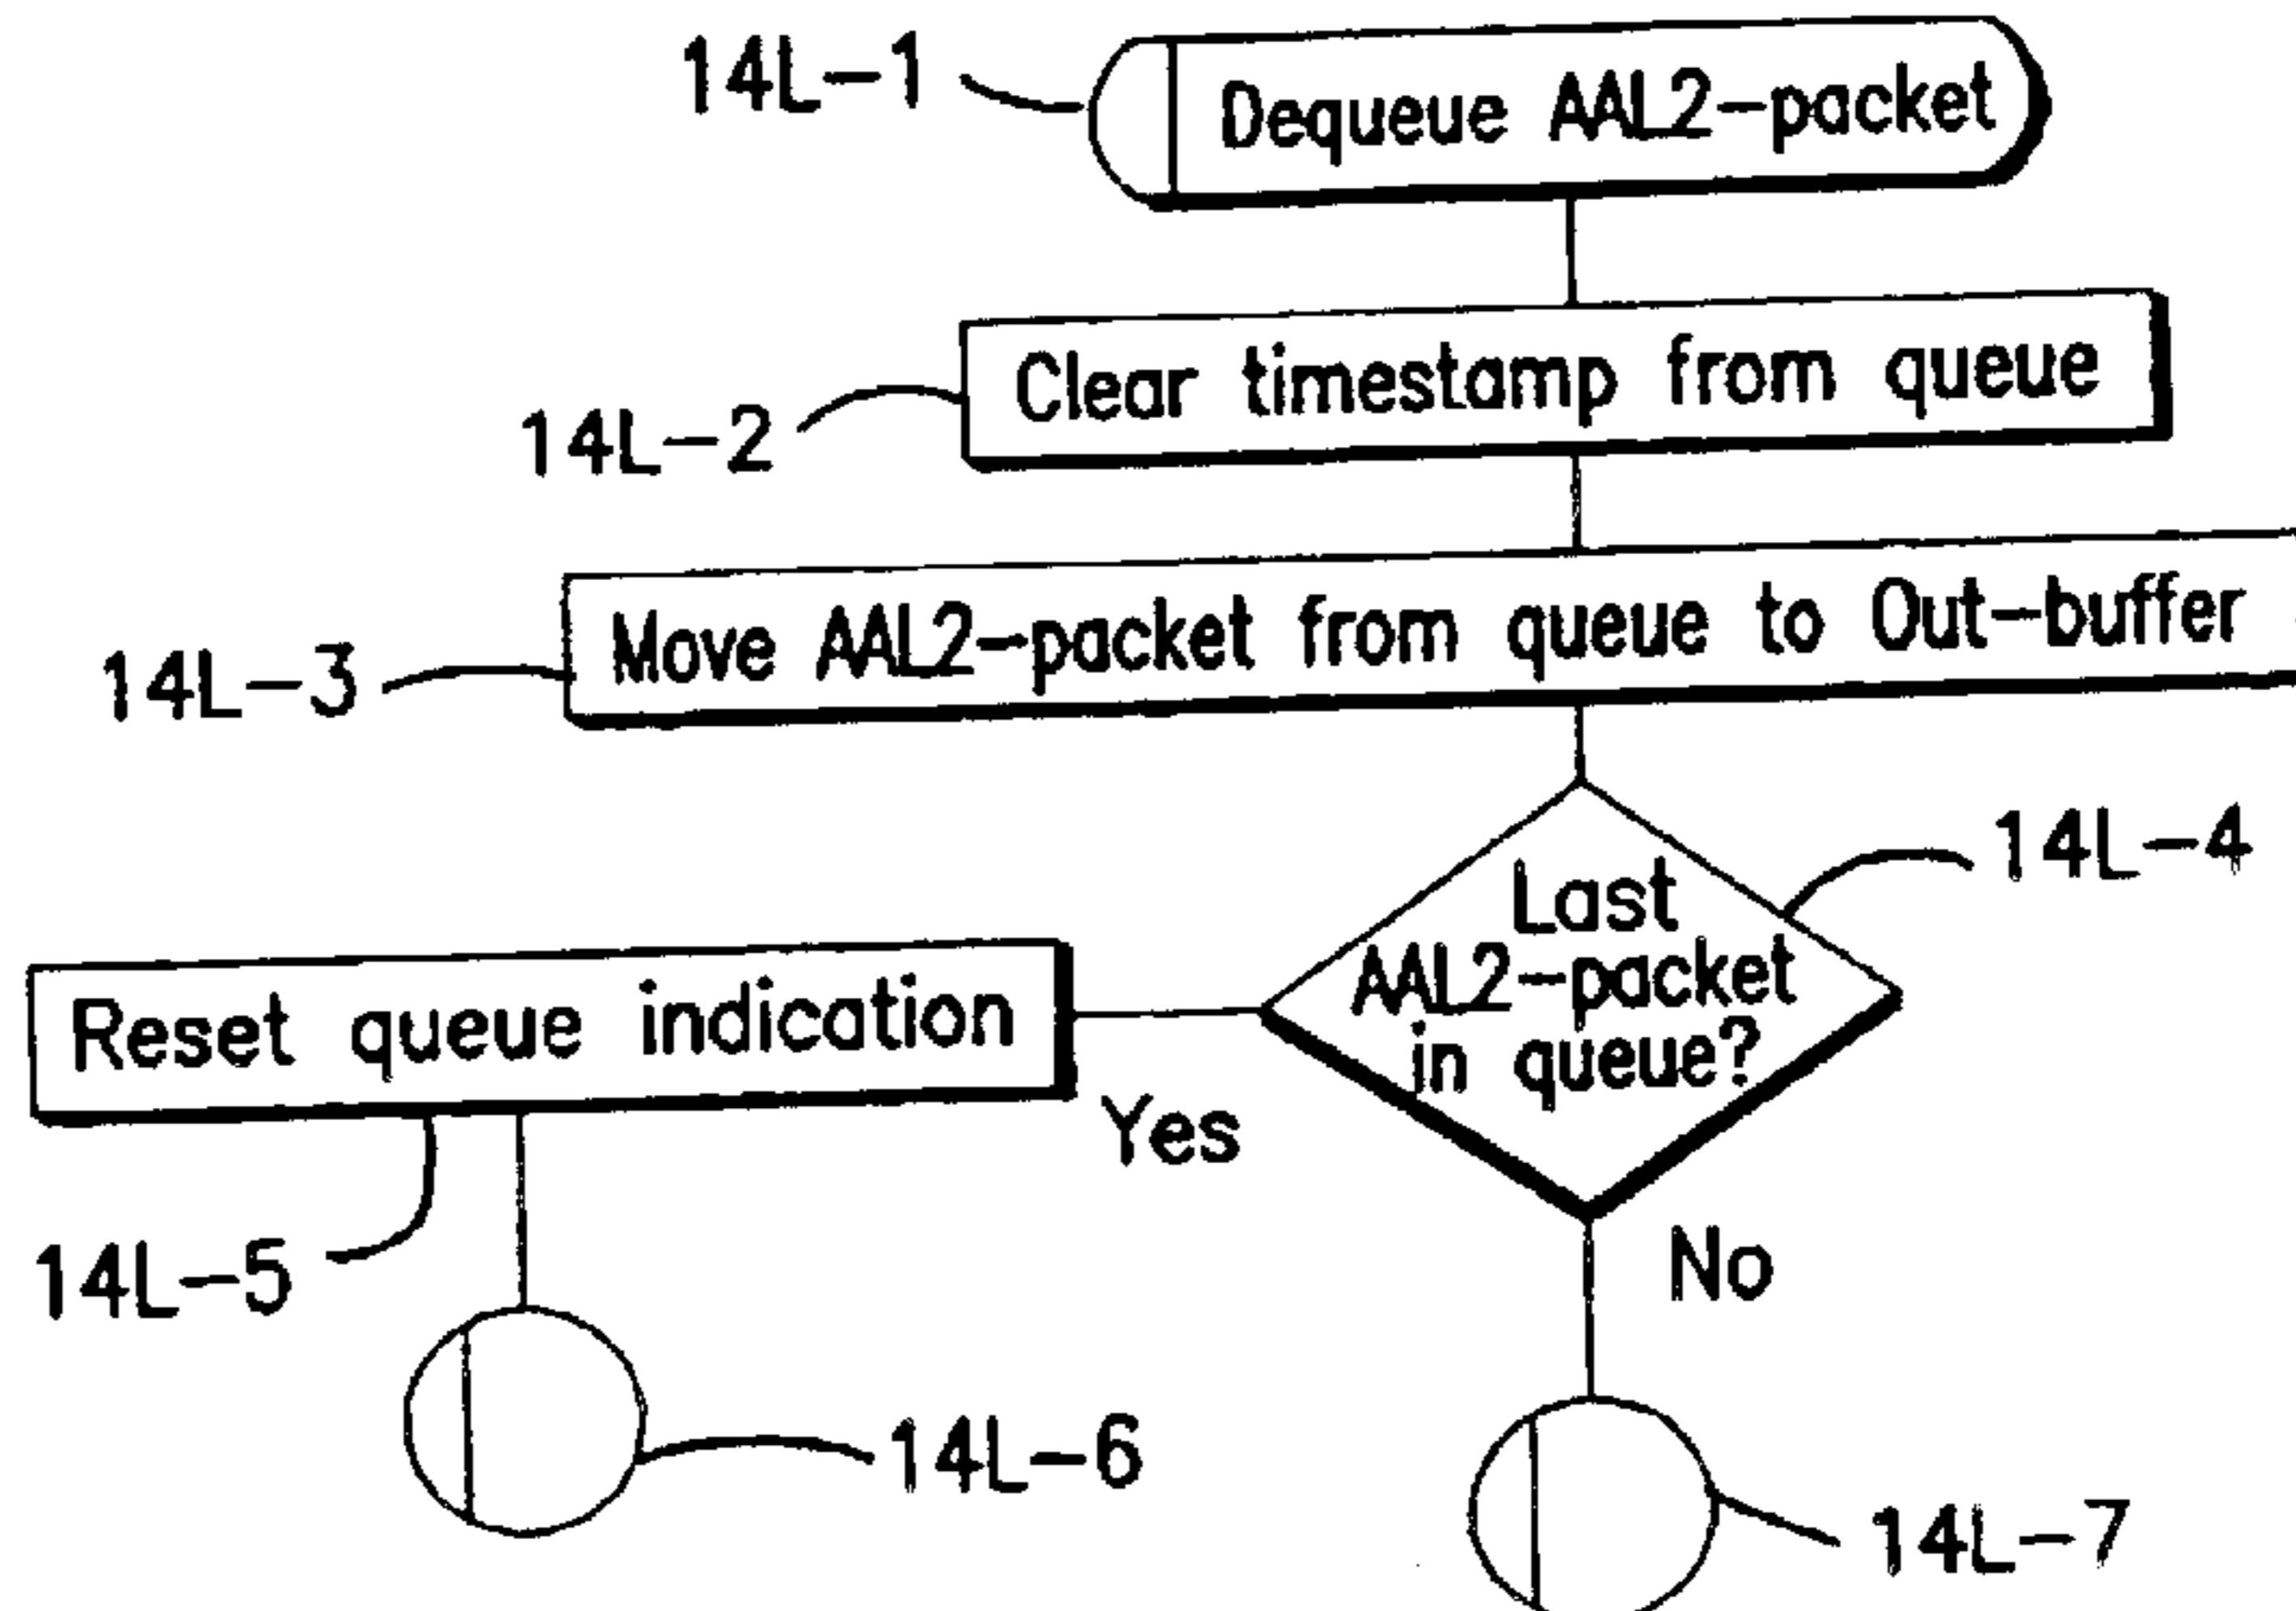 14L-1
Dequeue AAL2-packet
Clear timestamp from queue
14L-2
Move AAL2-packet from queue to Out-buffer
14L-3
14L-4
Last
AAL2-packet
in queue?
Reset queue indication
Yes
No
14L-5
14L-6
14L-7